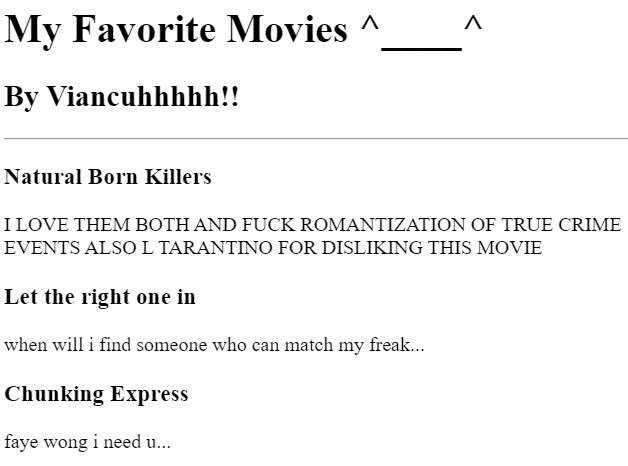 My Favorite Movies ^____^
By Viancuhhhhh!!
Natural Born Killers
I LOVE THEM BOTH AND FUCK ROMANTIZATION OF TRUE CRIME
EVENTS ALSO L TARANTINO FOR DISLIKING THIS MOVIE
Let the right one in
when will i find someone who can match my freak...
Chunking Express
faye wong i need u...